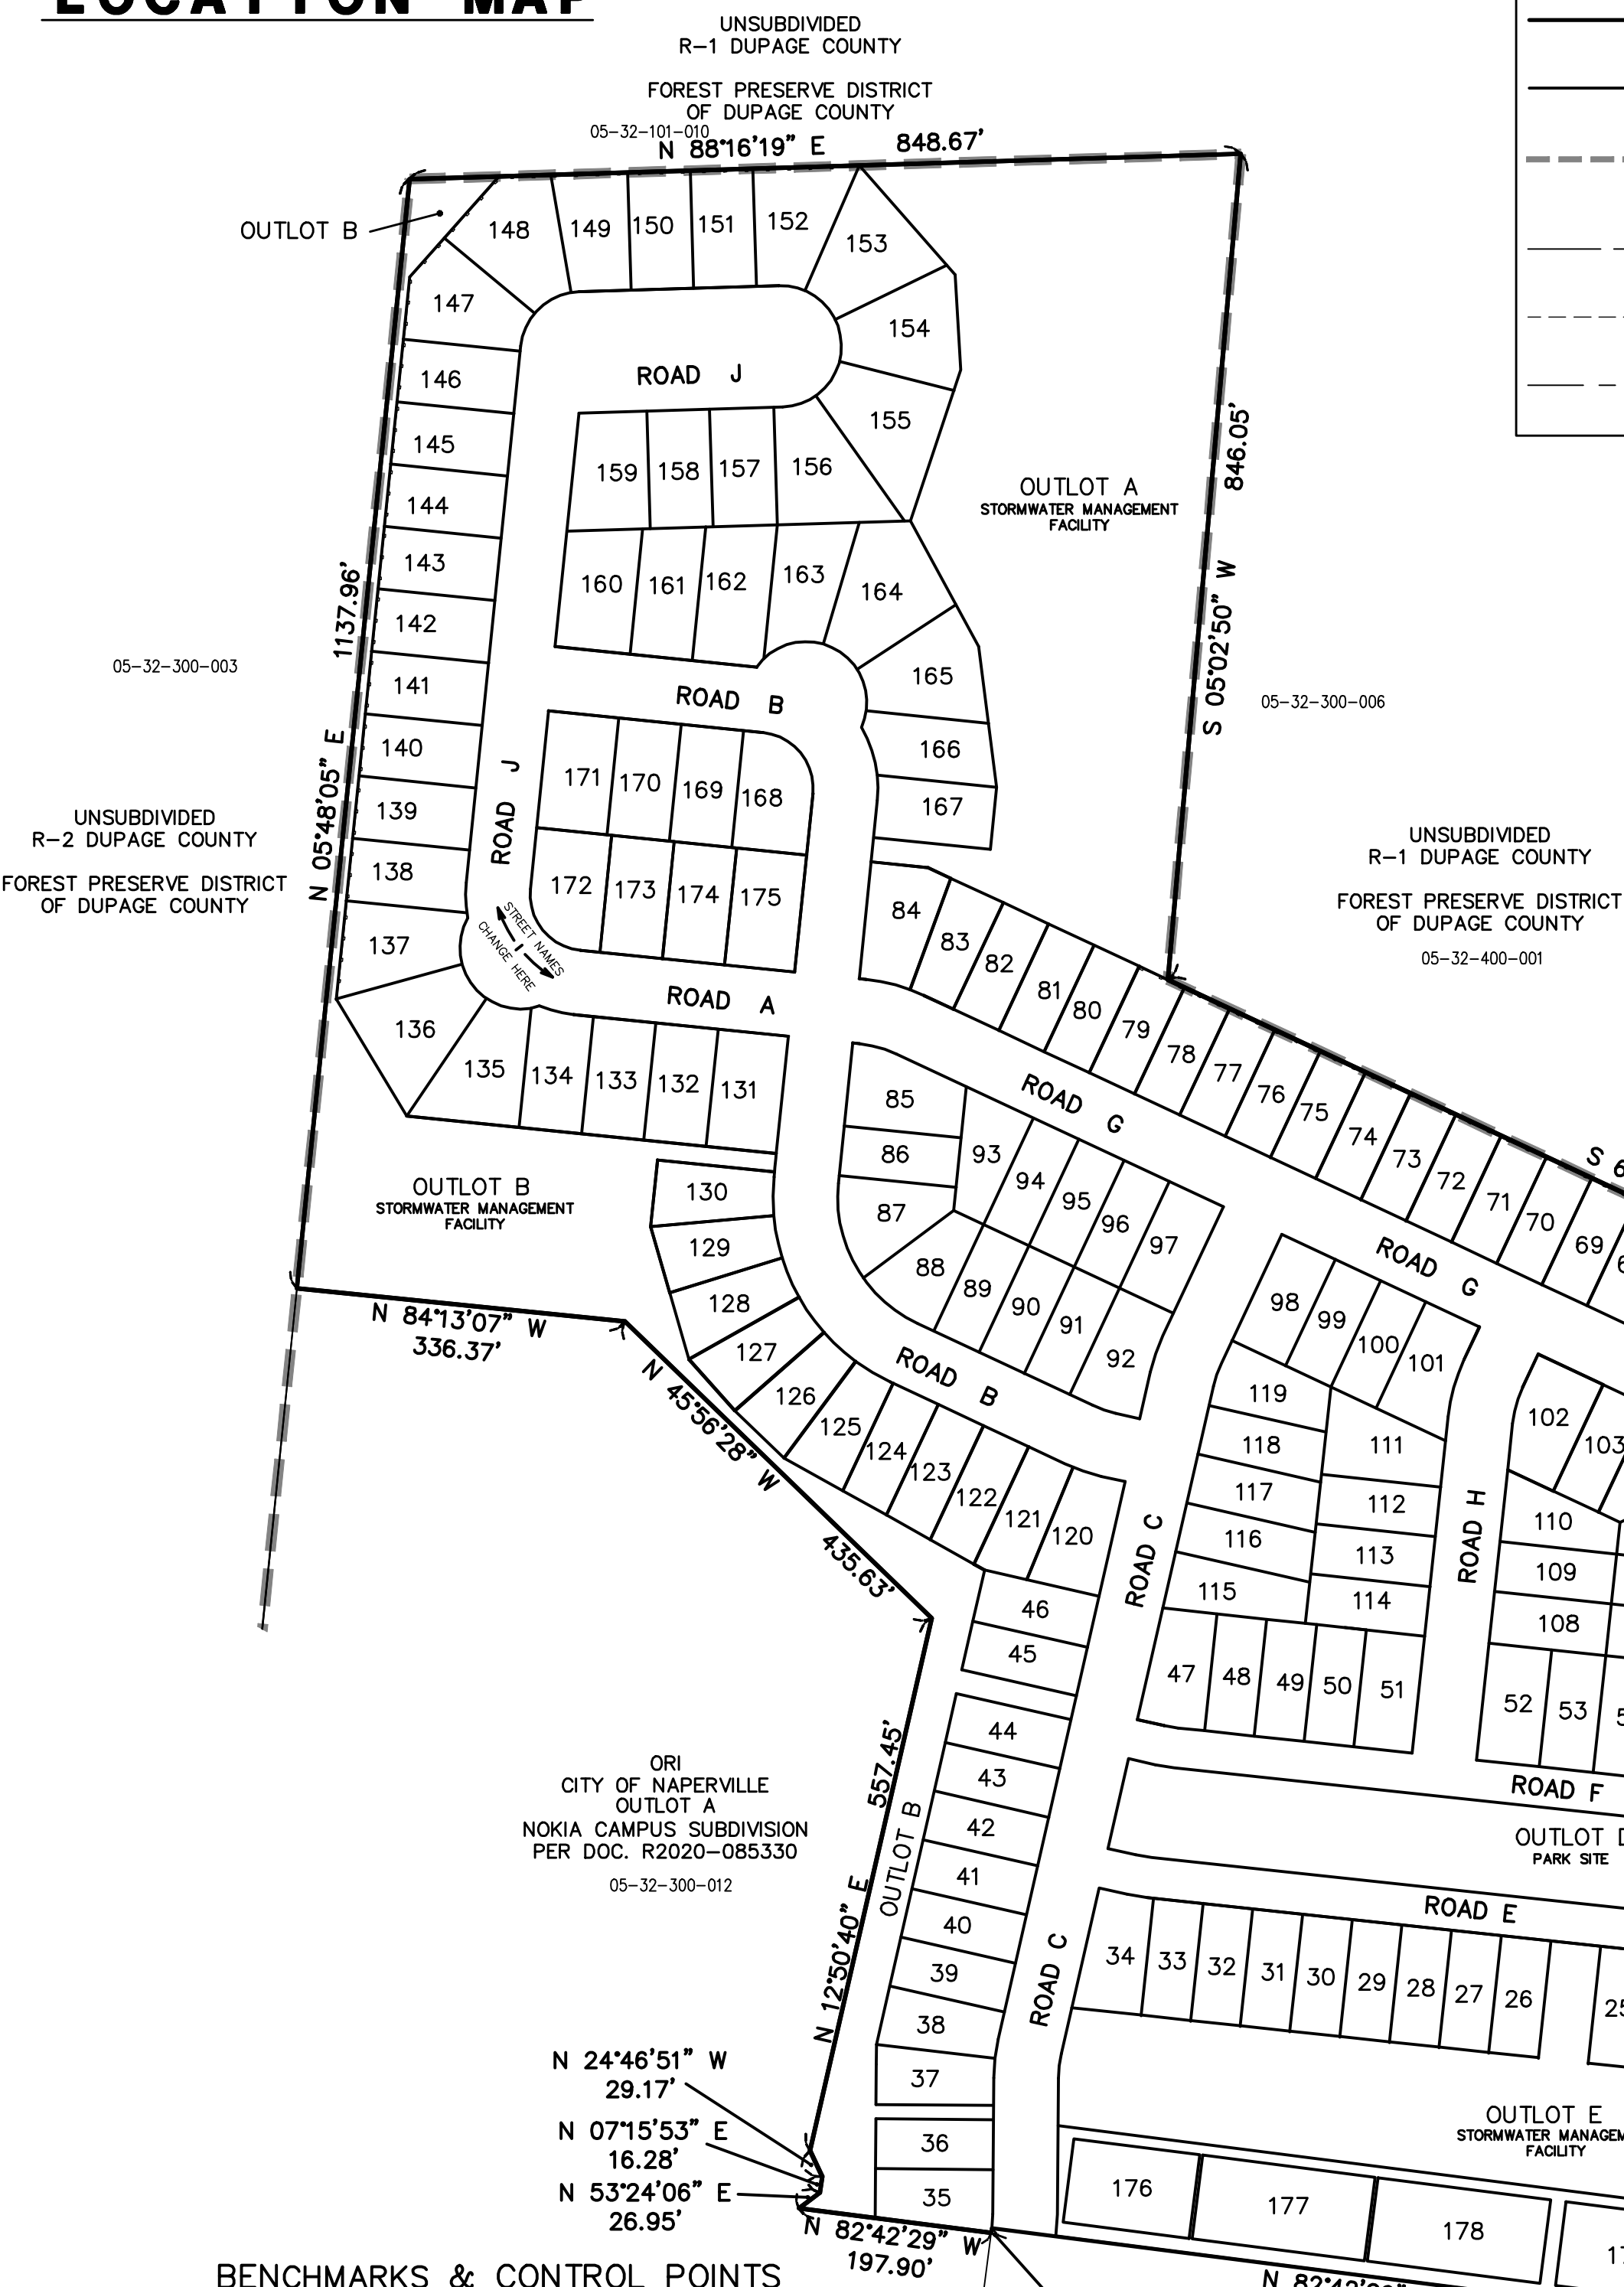 LOCATION MAP
UNSUBDIVIDED
R-1 DUPAGE COUNTY
FOREST PRESERVE DISTRICT
OF DUPAGE COUNTY
05-32-101-010
N 88°16'19" E 848.67'
OUTLOT B
148
149
150
151
152
153
147
154
146
ROAD J
155
145
159
158
157
156
144
OUTLOT A
STORMWATER MANAGEMENT
FACILITY
846.05'
S 05°02'50" W
143
142
141
160
161
162
163
164
165
1137.96'
N 05°48'05" E
05-32-300-003
05-32-300-006
ROAD B
140
166
139
167
138
171
170
169
168
ROAD J
UNSUBDIVIDED
R-2 DUPAGE COUNTY
FOREST PRESERVE DISTRICT
OF DUPAGE COUNTY
UNSUBDIVIDED
R-1 DUPAGE COUNTY
FOREST PRESERVE DISTRICT
OF DUPAGE COUNTY
05-32-400-001
172
173
174
175
137
STREET NAMES
CHANGE HERE
ROAD A
136
135
134
133
132
131
84
83
82
81
80
79
78
77
76
75
74
73
72
71
70
69
S 6
ROAD G
ROAD G
85
86
87
88
89
90
91
92
93
94
95
96
97
OUTLOT B
STORMWATER MANAGEMENT
FACILITY
130
129
128
127
126
125
124
123
122
121
120
N 84°13'07" W
336.37'
N 45°56'28" W
435.63'
ROAD B
98
99
100
101
102
103
119
118
117
116
115
111
112
113
114
110
109
108
ROAD C
ROAD H
46
45
47
48
49
50
51
52
53
44
43
42
41
40
39
38
37
36
35
557.45'
N 12°50'40" E
OUTLOT B
ORI
CITY OF NAPERVILLE
OUTLOT A
NOKIA CAMPUS SUBDIVISION
PER DOC. R2020-085330
05-32-300-012
ROAD F
OUTLOT D
PARK SITE
ROAD E
ROAD C
34
33
32
31
30
29
28
27
26
25
N 24°46'51" W
29.17'
N 07°15'53" E
16.28'
N 53°24'06" E
26.95'
N 82°42'29" W
197.90'
OUTLOT E
STORMWATER MANAGEM
FACILITY
176
177
178
BENCHMARKS & CONTROL POINTS